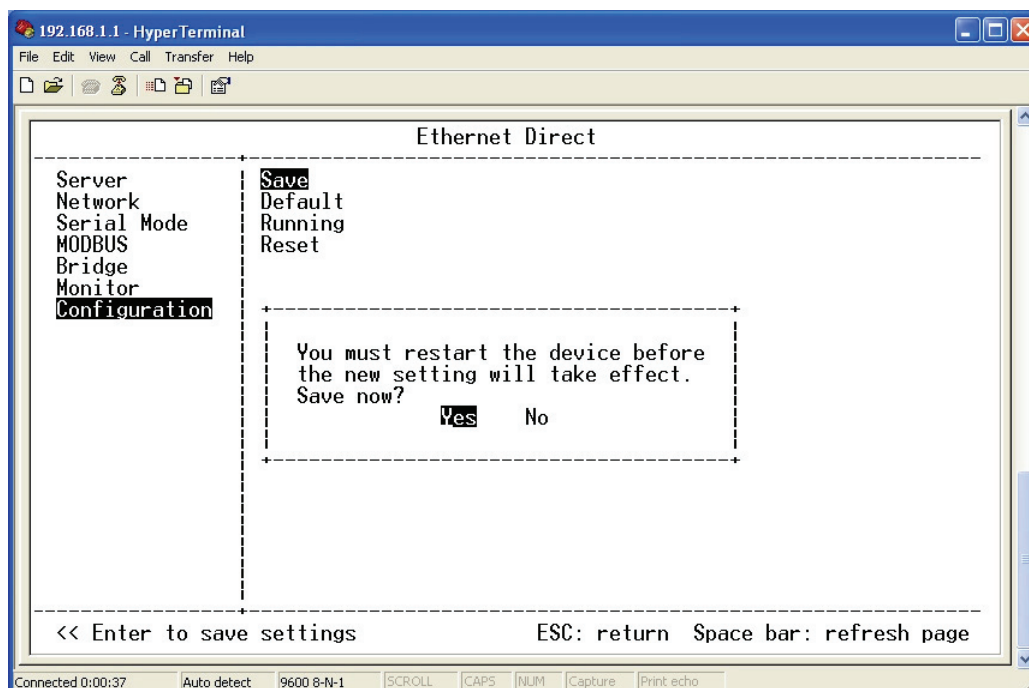 192.168.1.1 - HyperTerminal
File Edit View Call Transfer Help
Ethernet Direct
Server
Network
Serial Mode
MODBUS
Bridge
Monitor
Configuration
Save
Default
Running
Reset
You must restart the device before
the new setting will take effect.
Save now?
Yes No
<< Enter to save settings ESC: return Space bar: refresh page
Connected 0:00:37 Auto detect 9600 8-N-1 SCROLL CAPS NUM Capture Print echo